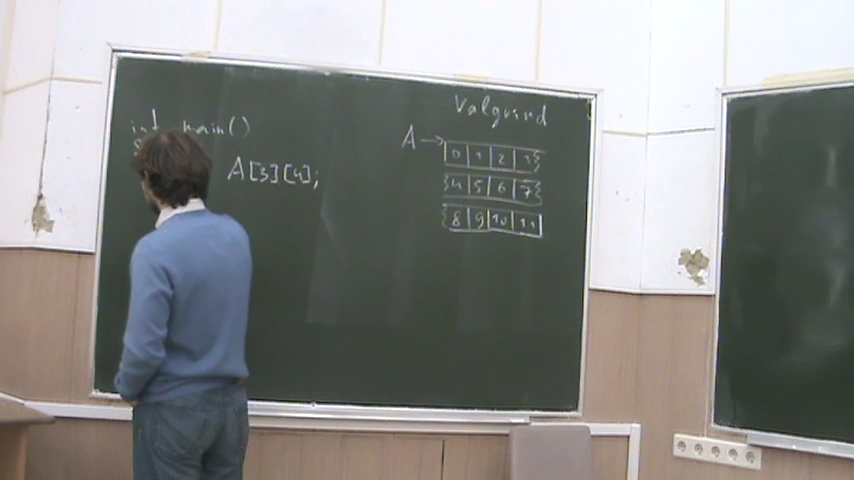 int main()
A[3][4];
Valgrind
A → 0 1 2 3
4 5 6 7
8 9 10 11